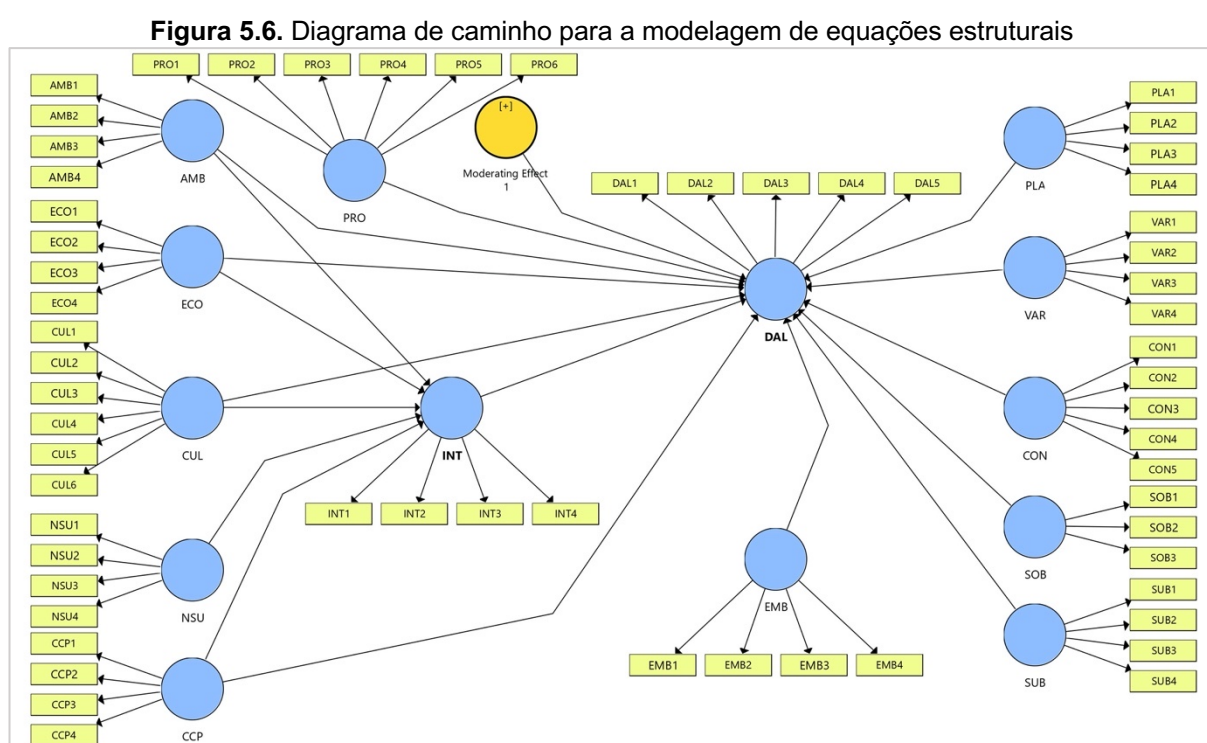 Figura 5.6. Diagrama de caminho para a modelagem de equações estruturais
PRO1 PRO2 PRO3 PRO4 PRO5 PRO6
AMB1
AMB2
AMB3
AMB4
AMB
PRO
[+]
Moderating Effect
1
DAL1 DAL2 DAL3 DAL4 DAL5
DAL
PLA1
PLA2
PLA3
PLA4
PLA
ECO1
ECO2
ECO3
ECO4
ECO
VAR1
VAR2
VAR3
VAR4
VAR
CUL1
CUL2
CUL3
CUL4
CUL5
CUL6
CUL
INT
INT1 INT2 INT3 INT4
CON1
CON2
CON3
CON4
CON5
CON
NSU1
NSU2
NSU3
NSU4
NSU
SOB1
SOB2
SOB3
SOB
EMB
EMB1 EMB2 EMB3 EMB4
SUB1
SUB2
SUB3
SUB4
SUB
CCP1
CCP2
CCP3
CCP4
CCP